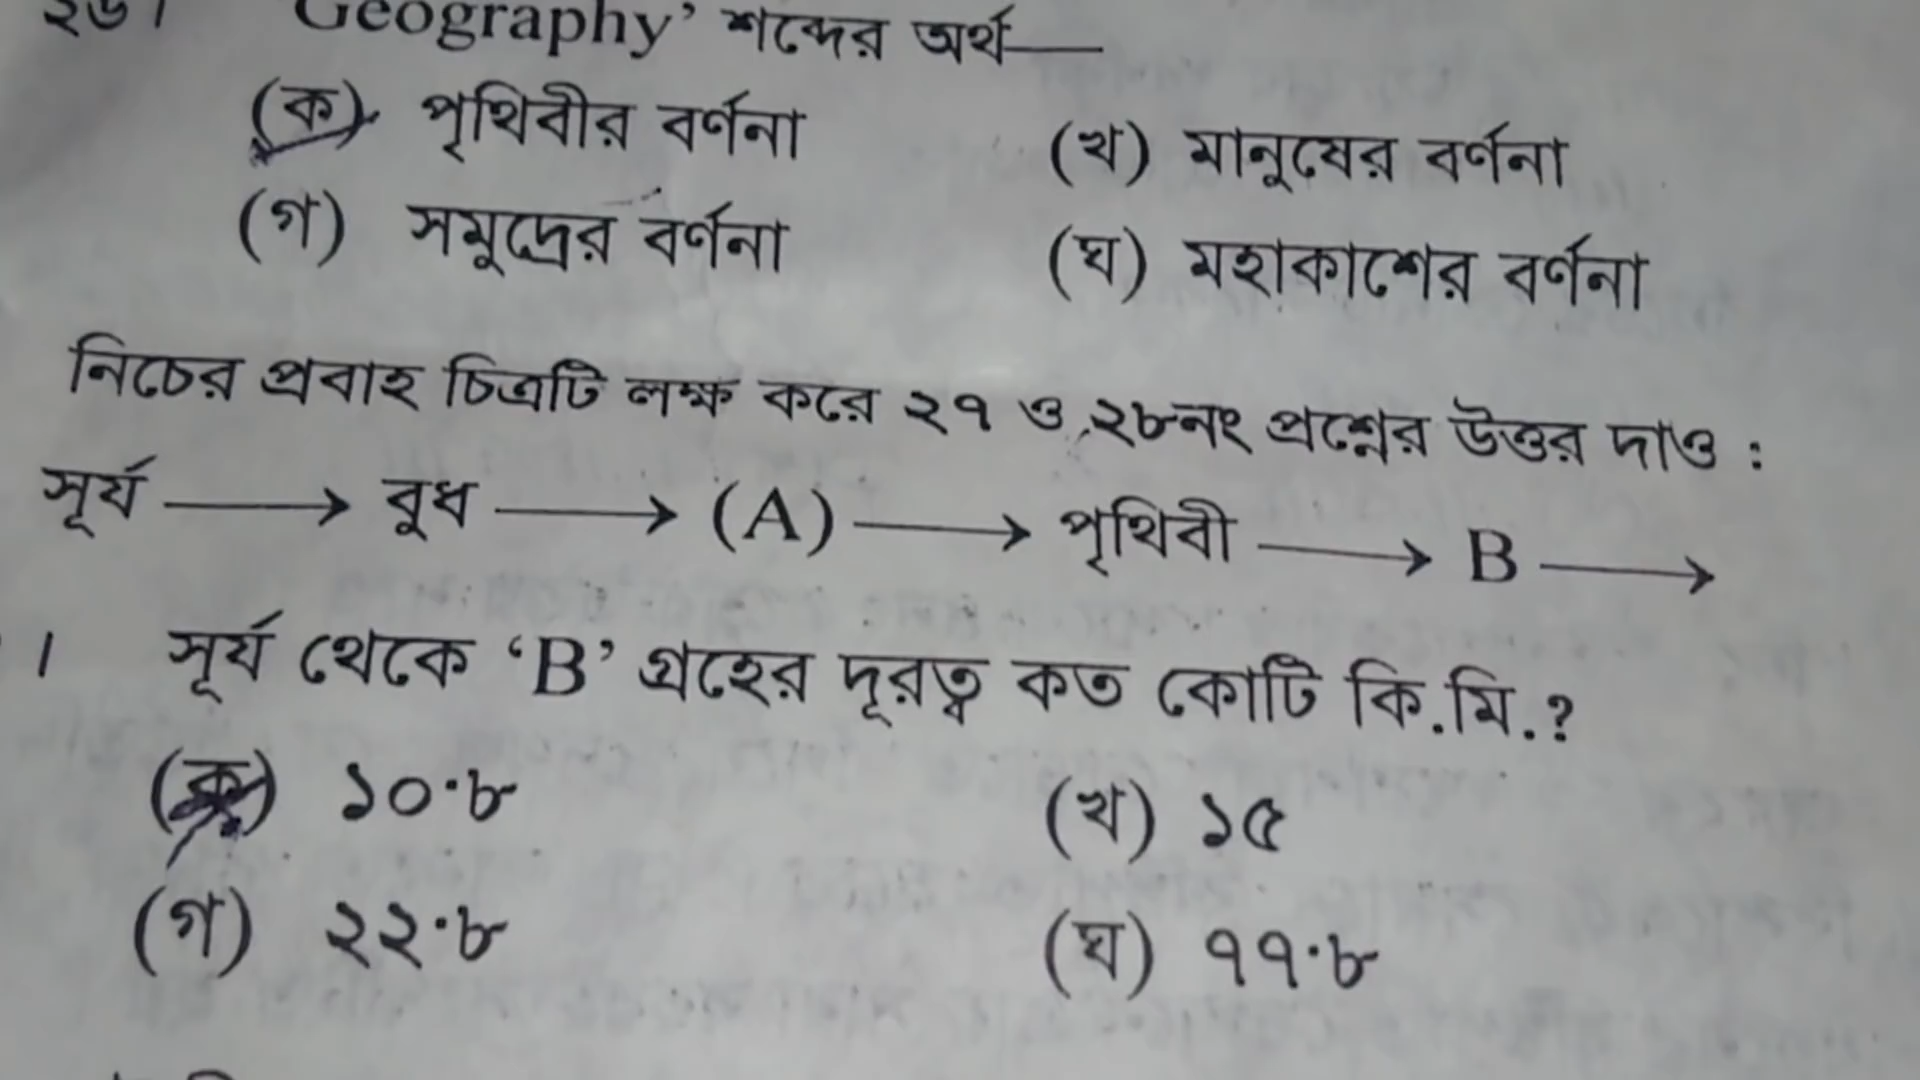 ২৬। Geography’ শব্দের অর্থ—
(ক) পৃথিবীর বর্ণনা (খ) মানুষের বর্ণনা
(গ) সমুদ্রের বর্ণনা (ঘ) মহাকাশের বর্ণনা
নিচের প্রবাহ চিত্রটি লক্ষ করে ২৭ ও ২৮নং প্রশ্নের উত্তর দাও :
সূর্য → বুধ → (A) → পৃথিবী → B →
। সূর্য থেকে ‘B’ গ্রহের দূরত্ব কত কোটি কি.মি.?
(ক) ১০·৮ (খ) ১৫
(গ) ২২·৮ (ঘ) ৭৭·৮